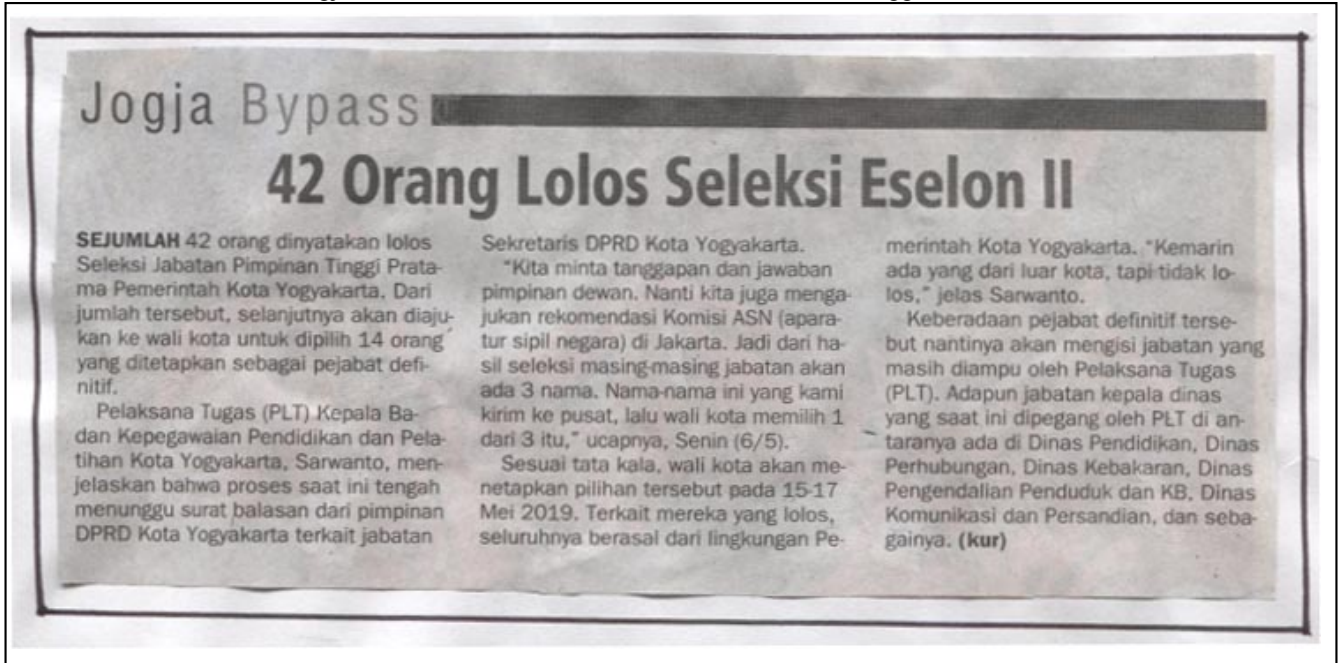 Jogja Bypass
42 Orang Lolos Seleksi Eselon II
SEJUMLAH 42 orang dinyatakan lolos
Seleksi Jabatan Pimpinan Tinggi Prata-
ma Pemerintah Kota Yogyakarta. Dari
jumlah tersebut, selanjutnya akan diaju-
kan ke wali kota untuk dipilih 14 orang
yang ditetapkan sebagai pejabat defi-
nitif.
Pelaksana Tugas (PLT) Kepala Ba-
dan Kepegawaian Pendidikan dan Pela-
tihan Kota Yogyakarta, Sarwanto, men-
jelaskan bahwa proses saat ini tengah
menunggu surat balasan dari pimpinan
DPRD Kota Yogyakarta terkait jabatan
Sekretaris DPRD Kota Yogyakarta.
"Kita minta tanggapan dan jawaban
pimpinan dewan. Nanti kita juga menga-
jukan rekomendasi Komisi ASN (apara-
tur sipil negara) di Jakarta. Jadi dari ha-
sil seleksi masing-masing jabatan akan
ada 3 nama. Nama-nama ini yang kami
kirim ke pusat, lalu wali kota memilih 1
dari 3 itu," ucapnya, Senin (6/5).
Sesuai tata kala, wali kota akan me-
netapkan pilihan tersebut pada 15-17
Mei 2019. Terkait mereka yang lolos,
seluruhnya berasal dari lingkungan Pe-
merintah Kota Yogyakarta. "Kemarin
ada yang dari luar kota, tapi tidak lo-
los," jelas Sarwanto.
Keberadaan pejabat definitif terse-
but nantinya akan mengisi jabatan yang
masih diampu oleh Pelaksana Tugas
(PLT). Adapun jabatan kepala dinas
yang saat ini dipegang oleh PLT di an-
taranya ada di Dinas Pendidikan, Dinas
Perhubungan, Dinas Kebakaran, Dinas
Pengendalian Penduduk dan KB, Dinas
Komunikasi dan Persandian, dan seba-
gainya. (kur)